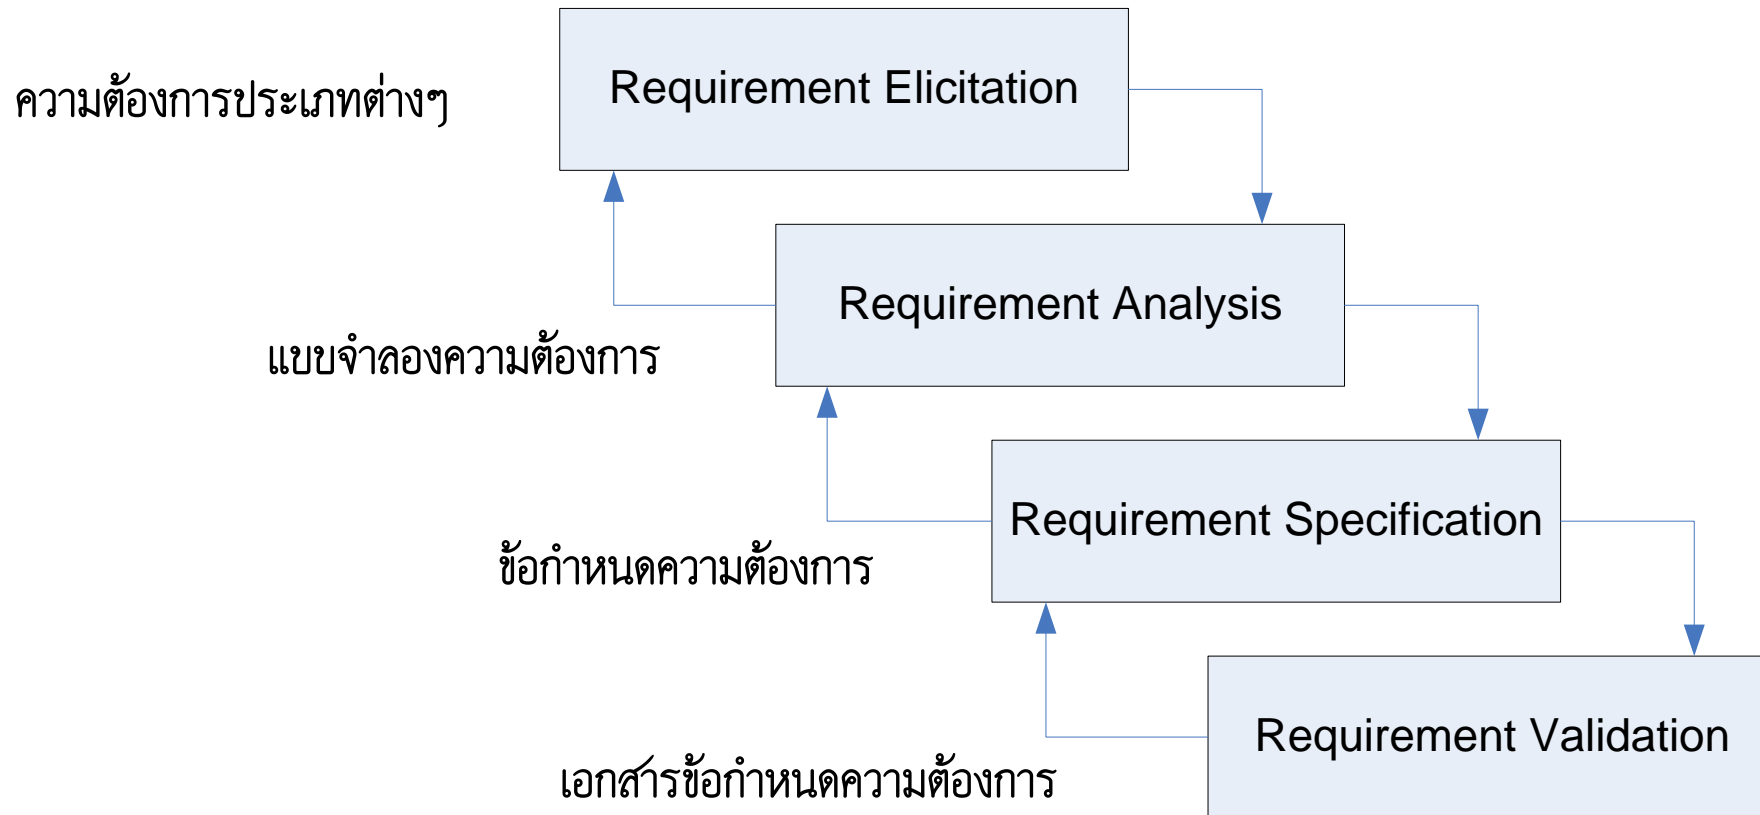 Requirement Elicitation
ความต้องการประเภทต่างๆ
Requirement Analysis
แบบจำลองความต้องการ
Requirement Specification
ข้อกำหนดความต้องการ
Requirement Validation
เอกสารข้อกำหนดความต้องการ